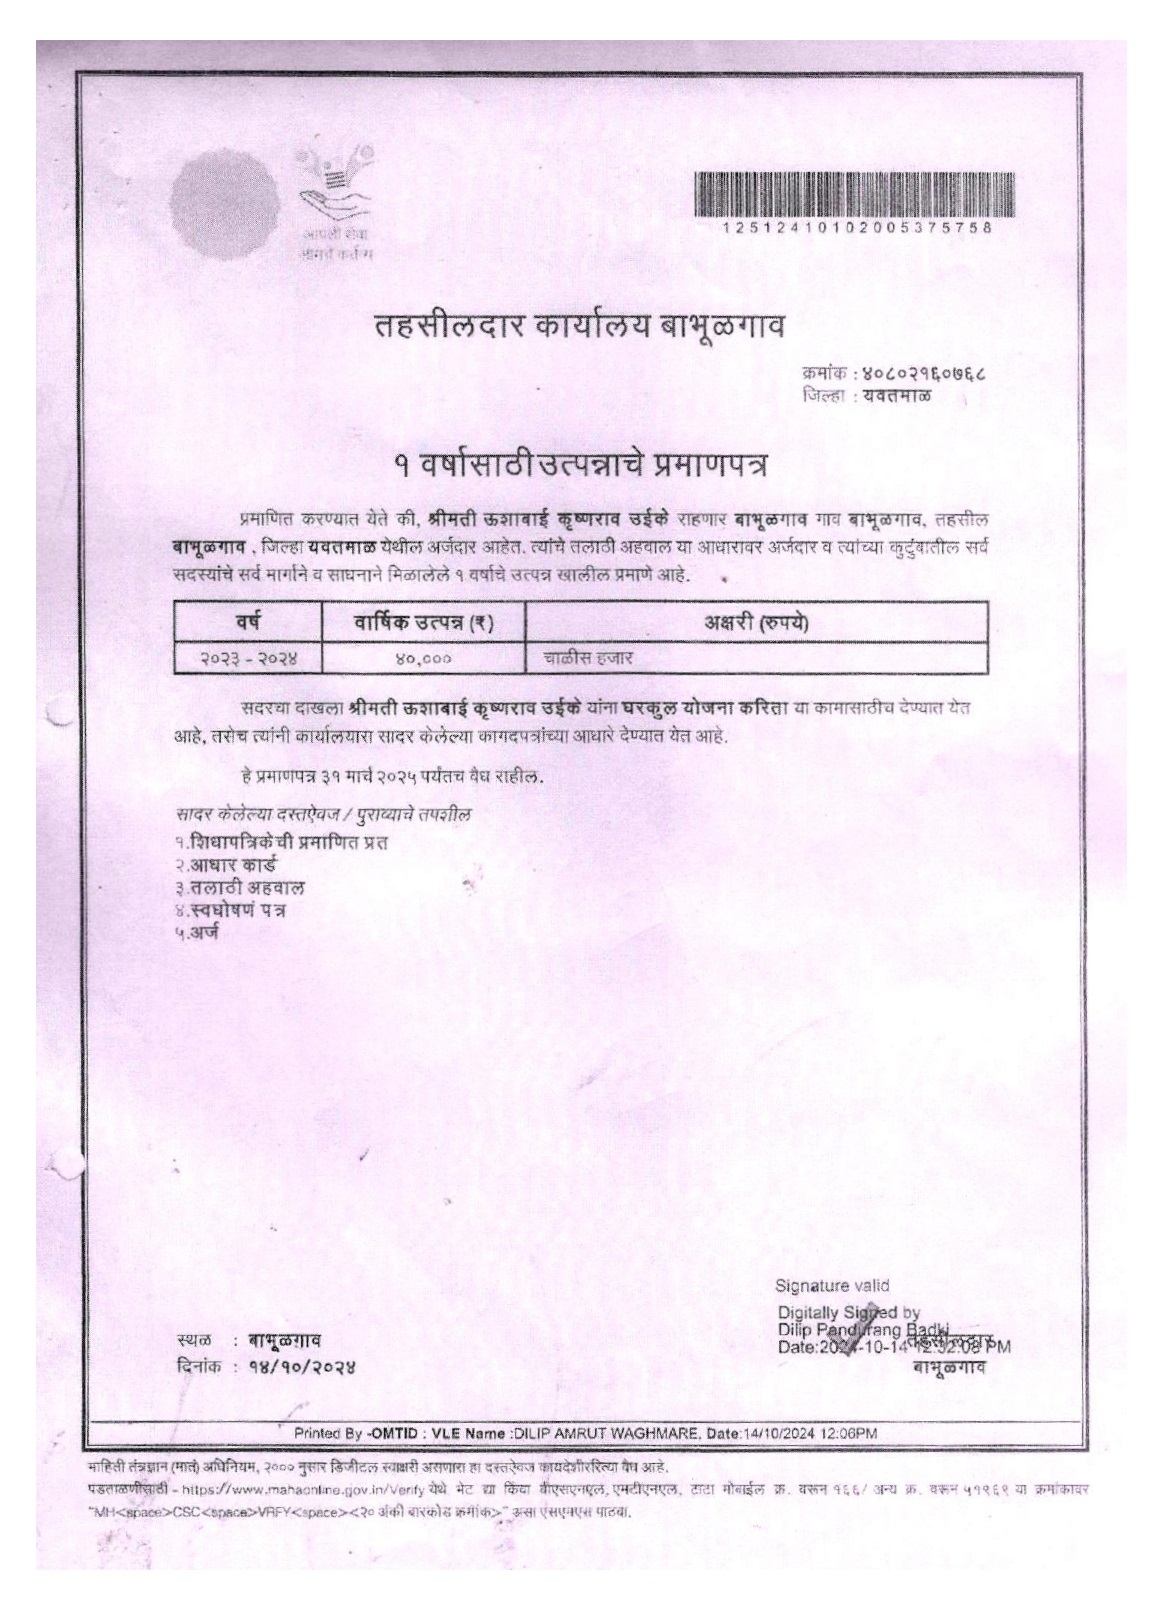 आपली सेवा
आमचे कर्तव्य
12512410102005375758
तहसीलदार कार्यालय बाभूळगाव
क्रमांक : ४०८०२१६०७६८
जिल्हा : यवतमाळ
१ वर्षासाठी उत्पन्नाचे प्रमाणपत्र
प्रमाणित करण्यात येते की, श्रीमती ऊशाबाई कृष्णराव उईके राहणार बाभूळगाव गाव बाभूळगाव, तहसील
बाभूळगाव , जिल्हा यवतमाळ येथील अर्जदार आहेत. त्यांचे तलाठी अहवाल या आधारावर अर्जदार व त्यांच्या कुटुंबातील सर्व
सदस्यांचे सर्व मार्गाने व साधनाने मिळालेले १ वर्षाचे उत्पन्न खालील प्रमाणे आहे.
वर्ष वार्षिक उत्पन्न (₹) अक्षरी (रुपये)
२०२३ - २०२४ ४०,००० चाळीस हजार
सदरचा दाखला श्रीमती ऊशाबाई कृष्णराव उईके यांना घरकुल योजना करिता या कामासाठीच देण्यात येत
आहे, तसेच त्यांनी कार्यालयारा सादर केलेल्या कागदपत्रांच्या आधारे देण्यात येत आहे.
हे प्रमाणपत्र ३१ मार्च २०२५ पर्यंतच वैध राहील.
सादर केलेल्या दस्तऐवज / पुराव्याचे तपशील
१.शिधापत्रिकेची प्रमाणित प्रत
२.आधार कार्ड
३.तलाठी अहवाल
४.स्वघोषणं पत्र
५.अर्ज
Signature valid
Digitally Signed by
Dilip Pandurang Badki
Date:2024-10-14 12:32:08 PM
तहसीलदार
बाभूळगाव
स्थळ : बाभूळगाव
दिनांक : १४/१०/२०२४
Printed By -OMTID : VLE Name :DILIP AMRUT WAGHMARE, Date:14/10/2024 12:06PM
माहिती तंत्रज्ञान (मातं) अधिनियम, २००० नुसार डिजीटल स्वाक्षरी असणारा हा दस्तऐवज कायदेशीररित्या वैध आहे.
पडताळणीसाठी - https://www.mahaonline.gov.in/Verify येथे भेट द्या किंवा बीएसएनएल, एमटीएनएल, टाटा मोबाईल क्र. वरून १६६/ अन्य क्र. वरून ५१९६९ या क्रमांकावर
"MH<space>CSC<space>VRFY<space><२० अंकी बारकोड क्रमांक>" असा एसएमएस पाठवा.